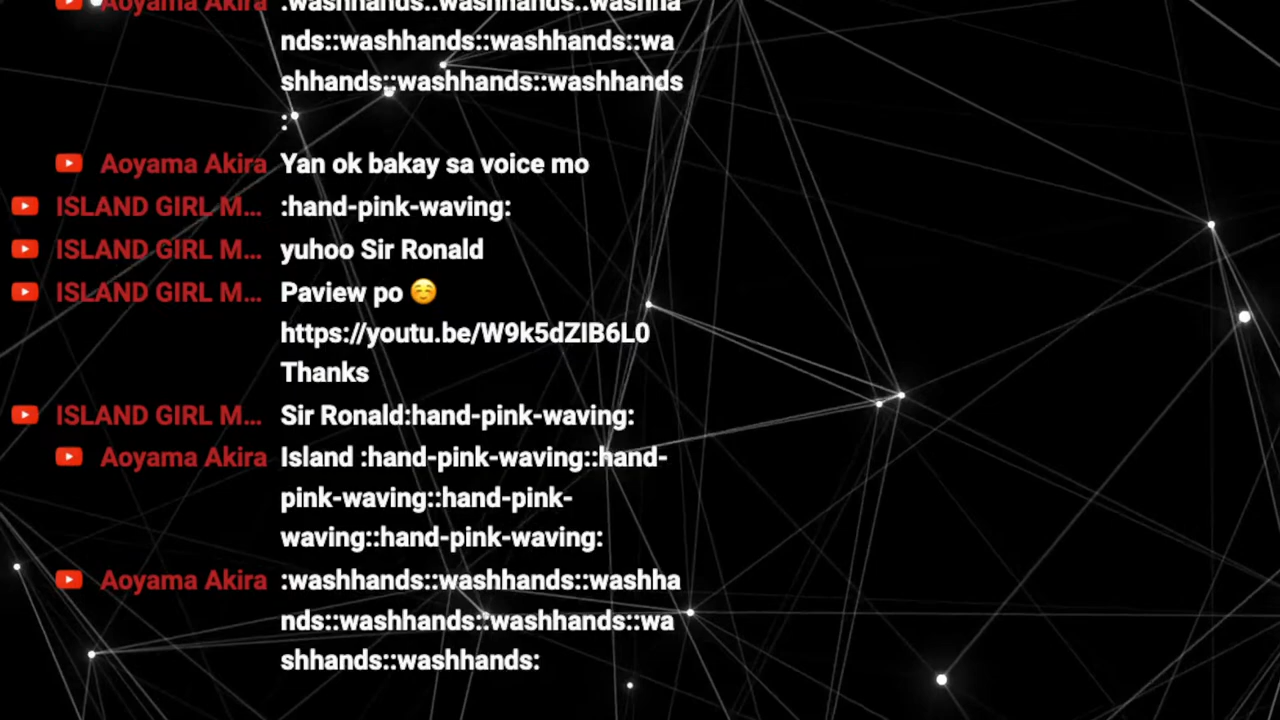 Aoyama Akira :washhands::washhands::washha
nds::washhands::washhands::wa
shhands::washhands::washhands
:
Aoyama Akira Yan ok bakay sa voice mo
ISLAND GIRL M... :hand-pink-waving:
ISLAND GIRL M... yuhoo Sir Ronald
ISLAND GIRL M... Paview po ☺️
https://youtu.be/W9k5dZIB6L0
Thanks
ISLAND GIRL M... Sir Ronald:hand-pink-waving:
Aoyama Akira Island :hand-pink-waving::hand-
pink-waving::hand-pink-
waving::hand-pink-waving:
Aoyama Akira :washhands::washhands::washha
nds::washhands::washhands::wa
shhands::washhands: